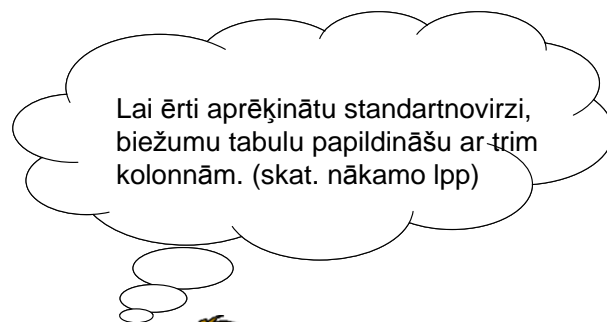 Lai ērti aprēķinātu standartnovirzi,
biežumu tabulu papildināšu ar trim
kolonnām. (skat. nākamo lpp)